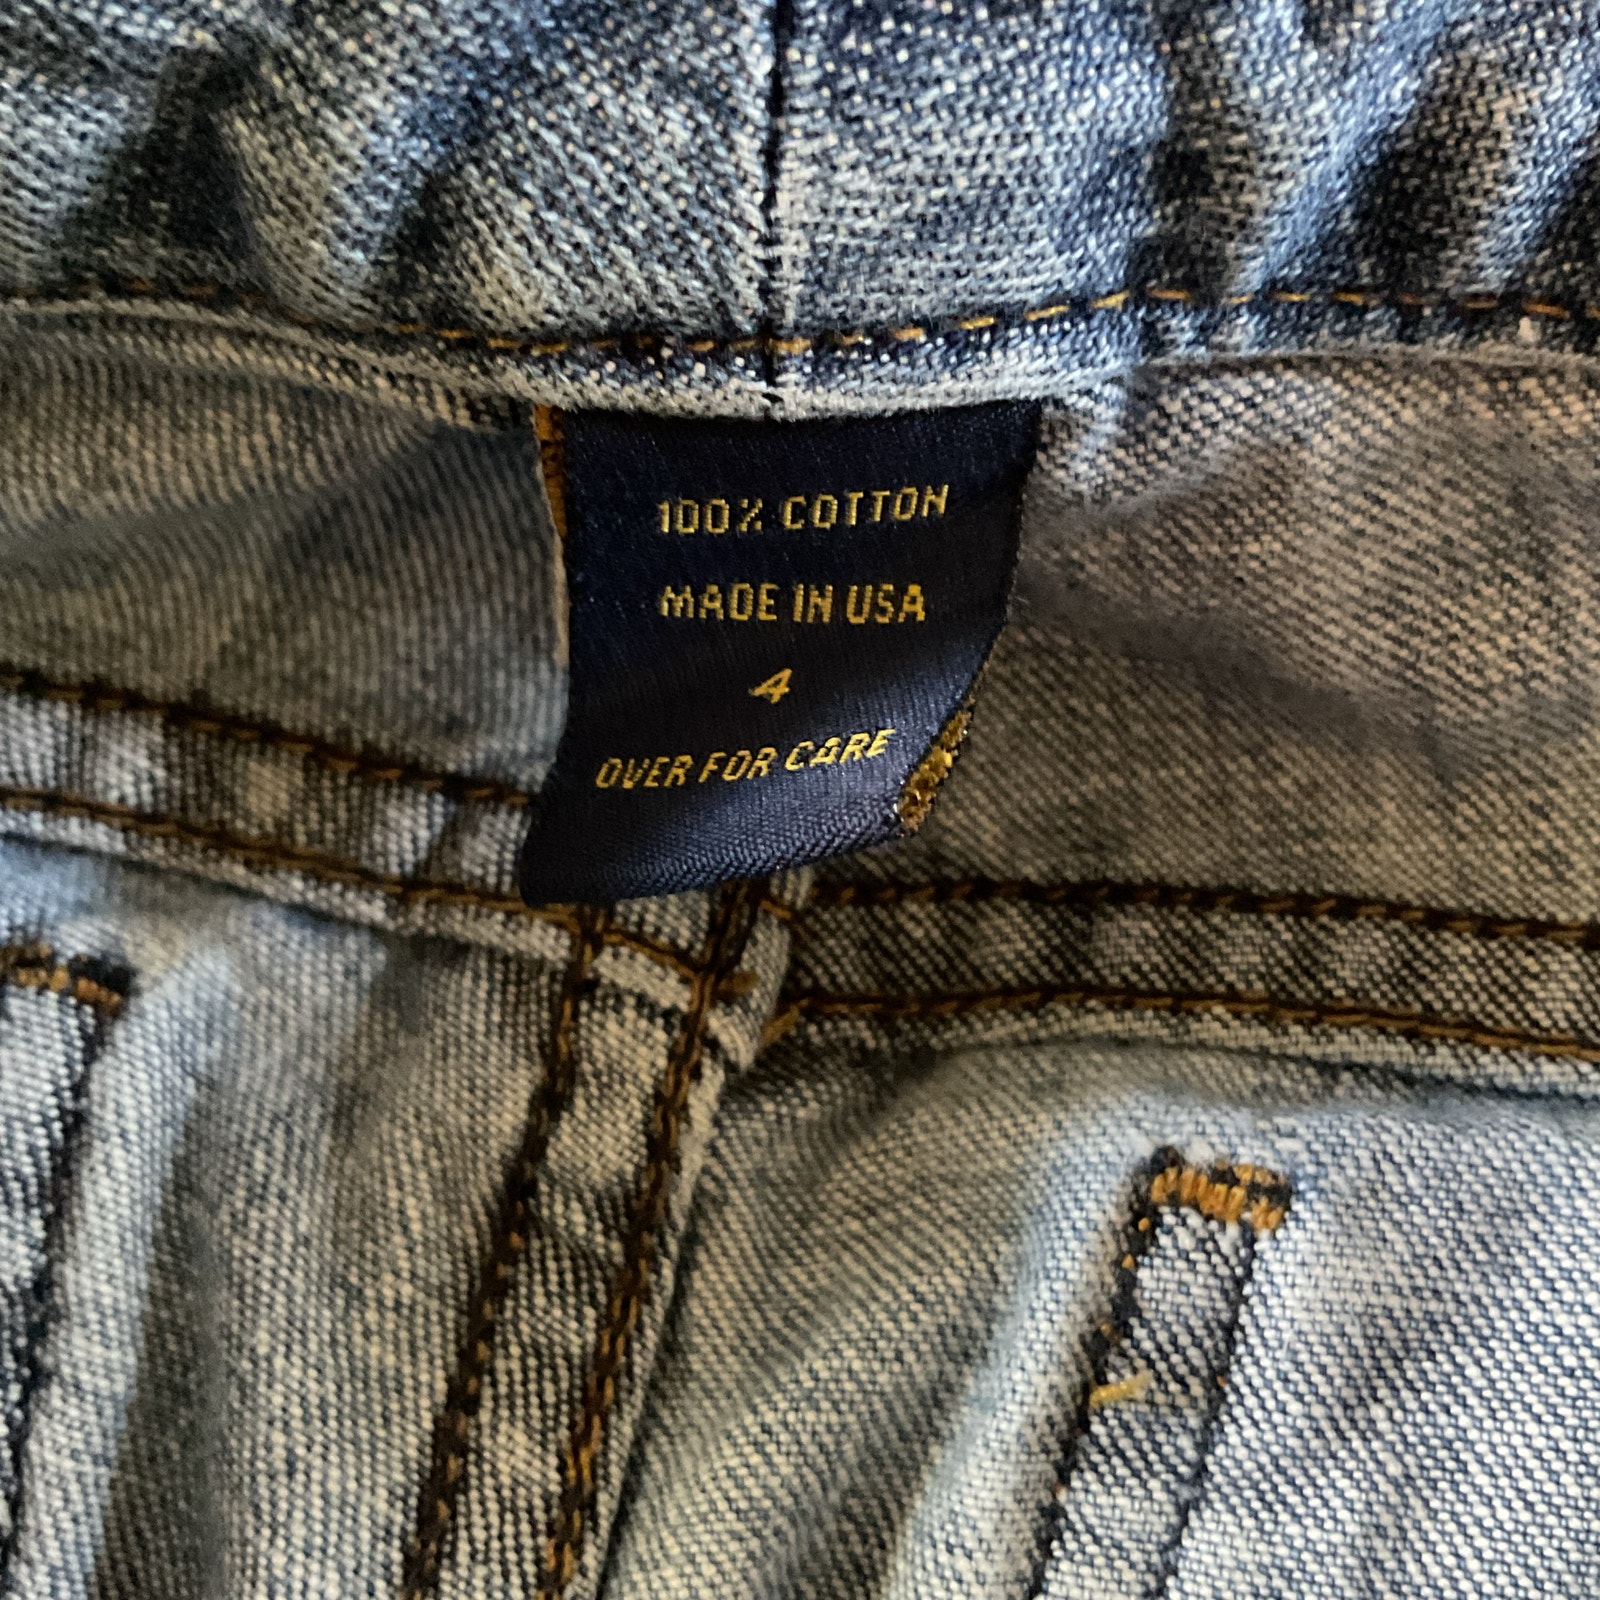 100% COTTON
MADE IN USA
4
OVER FOR CARE